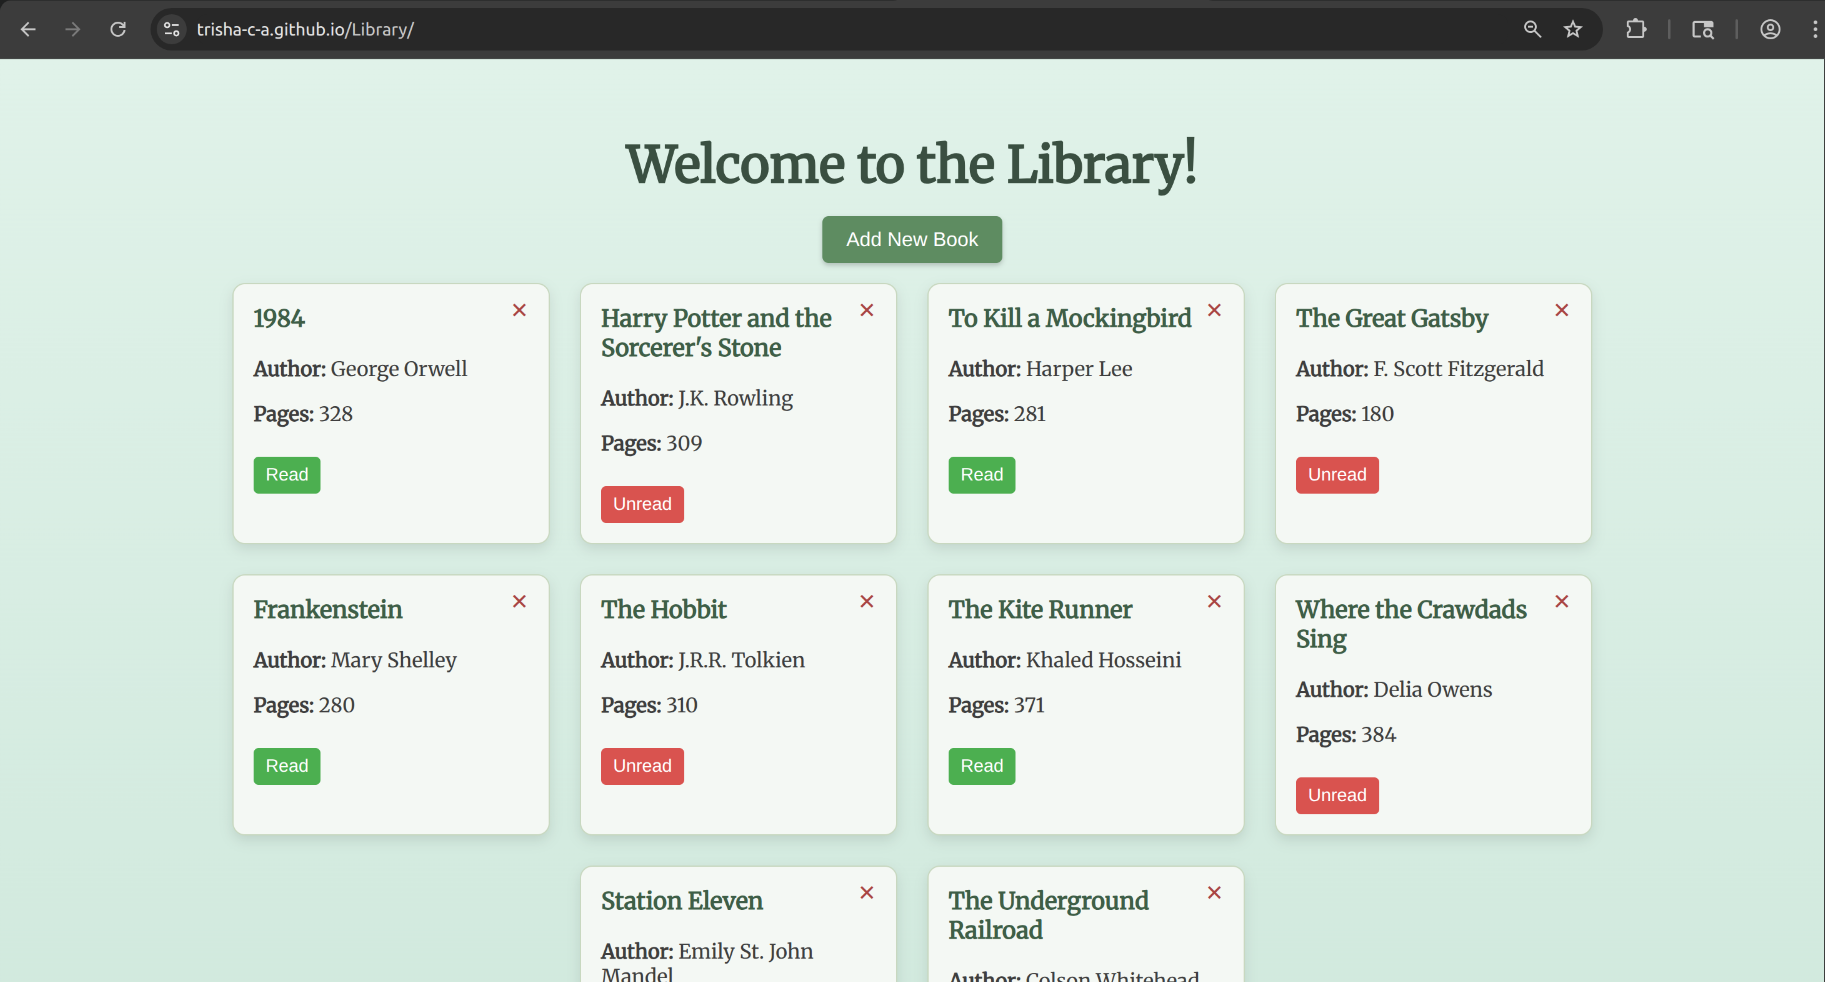 trisha-c-a.github.io/Library/
Welcome to the Library!
Add New Book
1984
Author: George Orwell
Pages: 328
Read
Harry Potter and the
Sorcerer's Stone
Author: J.K. Rowling
Pages: 309
Unread
To Kill a Mockingbird
Author: Harper Lee
Pages: 281
Read
The Great Gatsby
Author: F. Scott Fitzgerald
Pages: 180
Unread
Frankenstein
Author: Mary Shelley
Pages: 280
Read
The Hobbit
Author: J.R.R. Tolkien
Pages: 310
Unread
The Kite Runner
Author: Khaled Hosseini
Pages: 371
Read
Where the Crawdads
Sing
Author: Delia Owens
Pages: 384
Unread
Station Eleven
Author: Emily St. John
Mandel
The Underground
Railroad
Author: Colson Whitehead